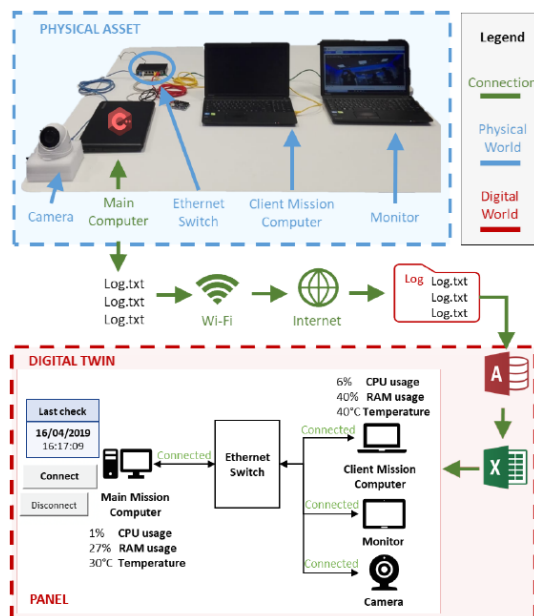 PHYSICAL ASSET
Camera
Main
Computer
Ethernet
Switch
Client Mission
Computer
Monitor
Legend
Connection
Physical
World
Digital
World
Log.txt
Log.txt
Log.txt
Wi-Fi
Internet
Log
Log.txt
Log.txt
Log.txt
DIGITAL TWIN
A
X
Last check
16/04/2019
16:17:09
Connect
Disconnect
Main Mission
Computer
1% CPU usage
27% RAM usage
30°C Temperature
Connected
Ethernet
Switch
6% CPU usage
40% RAM usage
40°C Temperature
Connected
Client Mission
Computer
Connected
Monitor
Connected
Camera
PANEL